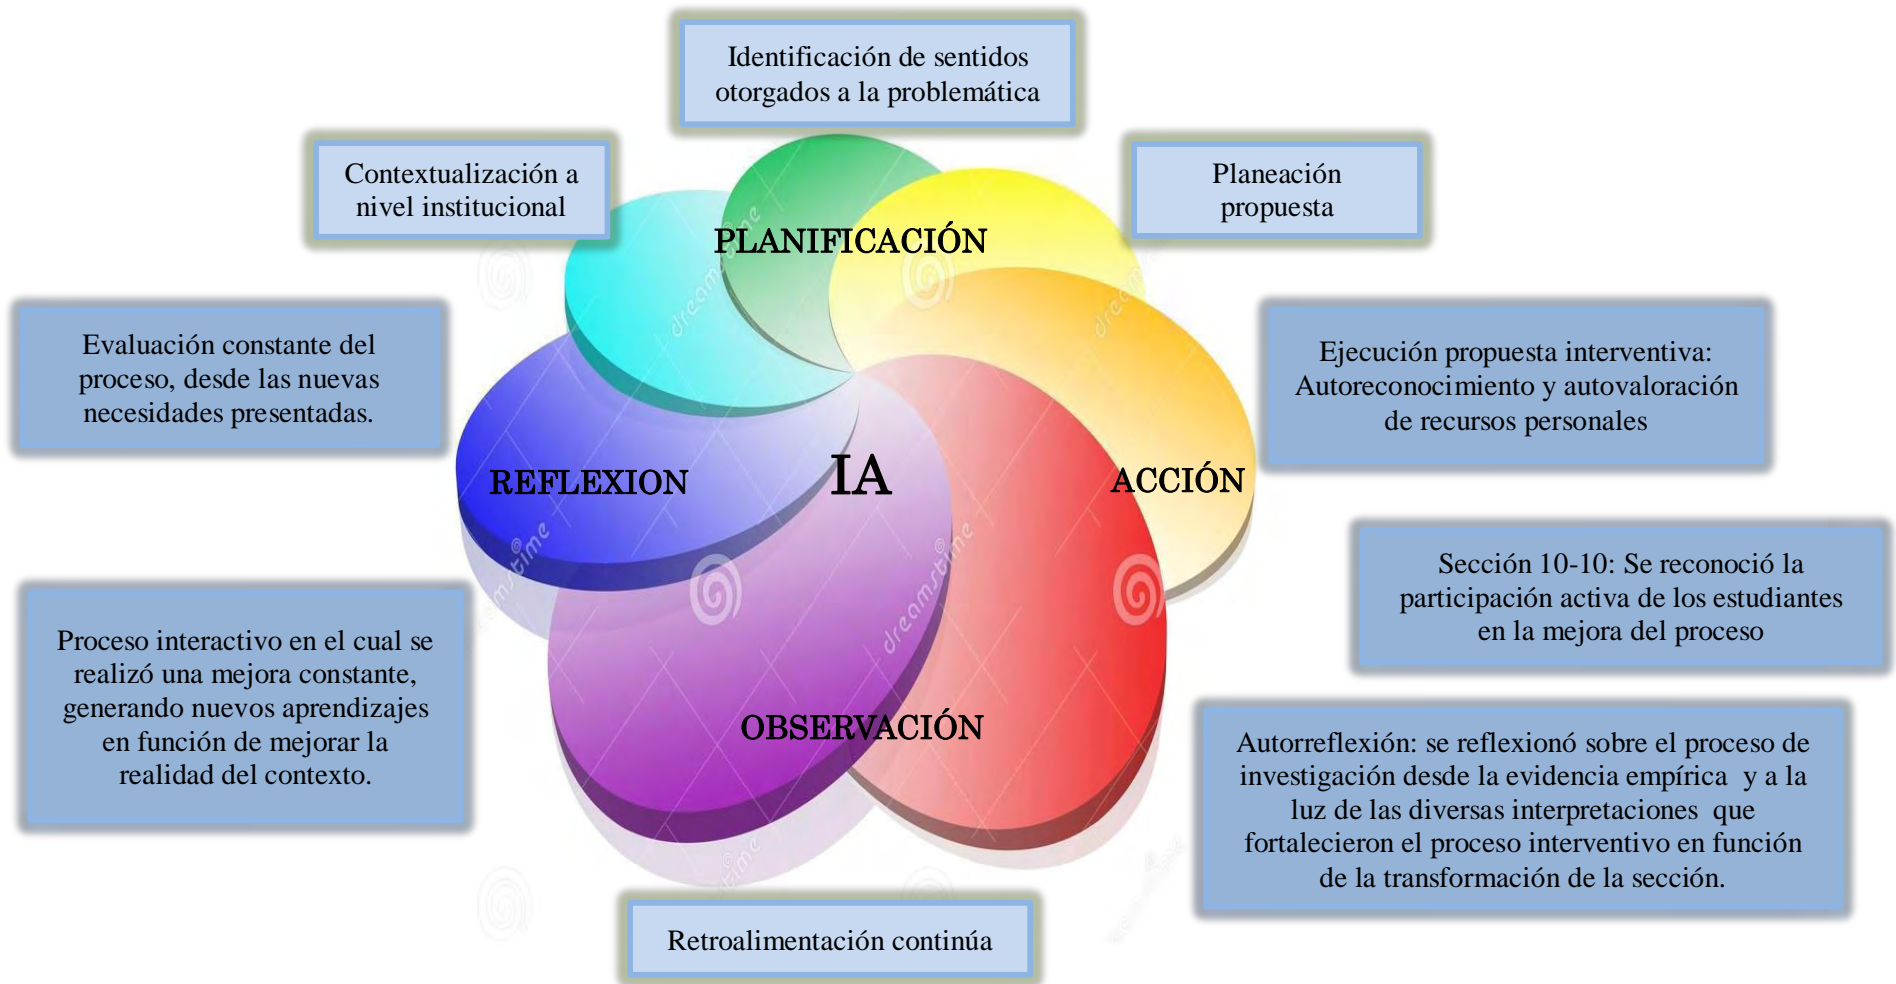 Identificación de sentidos
otorgados a la problemática
Contextualización a
nivel institucional
Planeación
propuesta
PLANIFICACIÓN
Evaluación constante del
proceso, desde las nuevas
necesidades presentadas.
Ejecución propuesta interventiva:
Autoreconocimiento y autovaloración
de recursos personales
REFLEXION
IA
ACCIÓN
Sección 10-10: Se reconoció la
participación activa de los estudiantes
en la mejora del proceso
Proceso interactivo en el cual se
realizó una mejora constante,
generando nuevos aprendizajes
en función de mejorar la
realidad del contexto.
OBSERVACIÓN
Autorreflexión: se reflexionó sobre el proceso de
investigación desde la evidencia empírica y a la
luz de las diversas interpretaciones que
fortalecieron el proceso interventivo en función
de la transformación de la sección.
Retroalimentación continúa
dreamstime
dreamstime
dreamstime
dreamstime